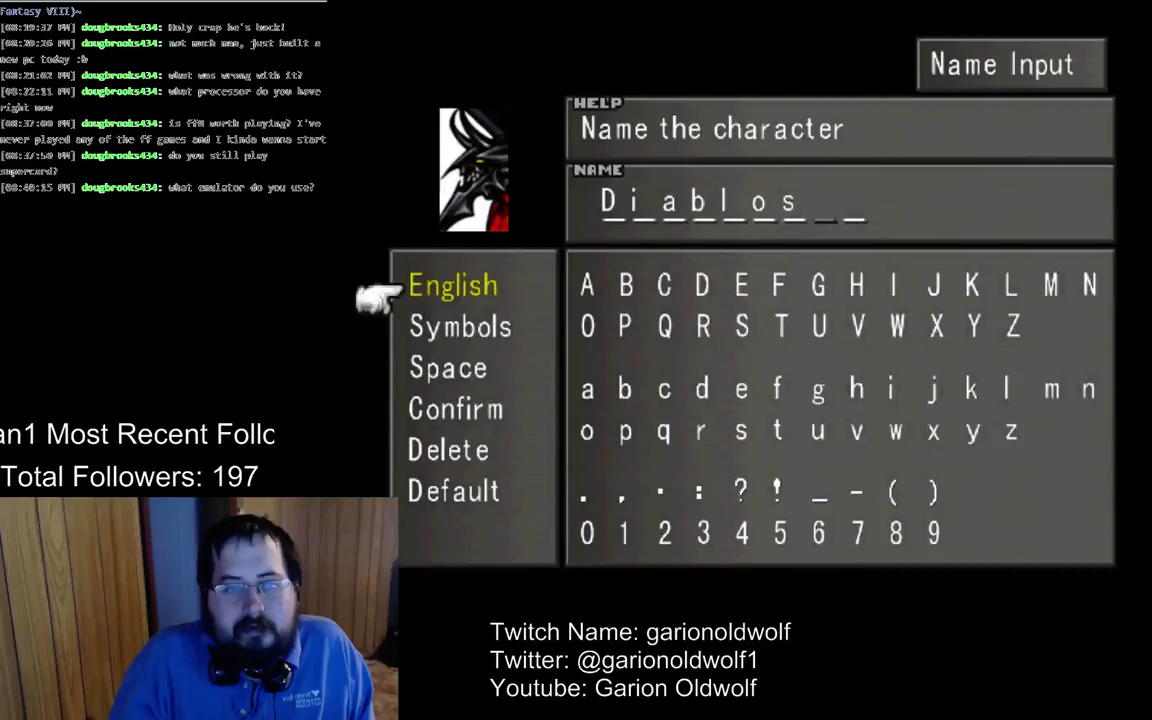 Fantasy VIII)~
[08:19:37 PM] dougbrooks434: Holy crap he's back!
[08:20:26 PM] dougbrooks434: not much man, just built a
new pc today :b
[08:21:02 PM] dougbrooks434: what was wrong with it?
[08:22:11 PM] dougbrooks434: what processor do you have
right now
[08:37:00 PM] dougbrooks434: is ff8 worth playing? I've
never played any of the ff games and I kinda wanna start
[08:37:50 PM] dougbrooks434: do you still play
supercard?
[08:40:15 PM] dougbrooks434: what emulator do you use?
Name Input
HELP
Name the character
NAME
Diablos_ _
English
Symbols
Space
Confirm
Delete
Default
A B C D E F G H I J K L M N
O P Q R S T U V W X Y Z
a b c d e f g h i j k l m n
o p q r s t u v w x y z
. , · : ? ! _ - ( )
0 1 2 3 4 5 6 7 8 9
an1 Most Recent Follo
Total Followers: 197
Twitch Name: garionoldwolf
Twitter: @garionoldwolf1
Youtube: Garion Oldwolf